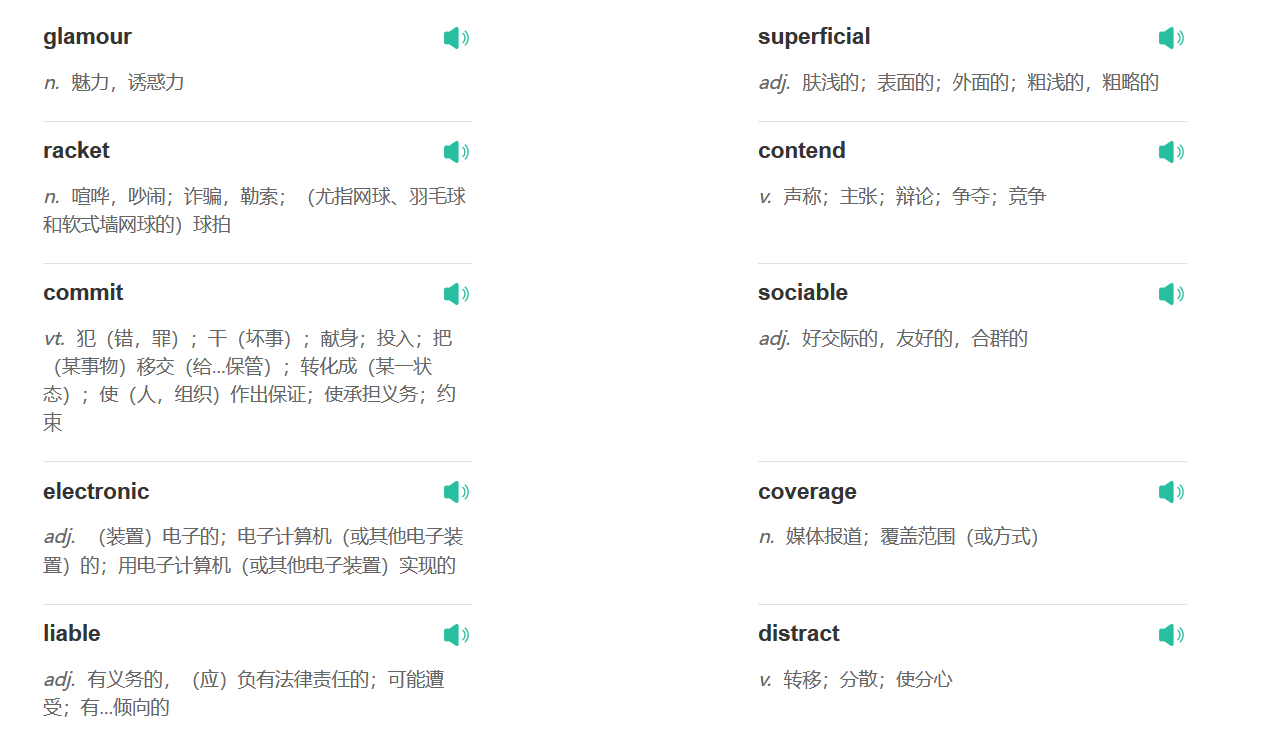 glamour
n. 魅力，诱惑力
superficial
adj. 肤浅的；表面的；外面的；粗浅的，粗略的
racket
n. 喧哗，吵闹；诈骗，勒索；（尤指网球、羽毛球
和软式墙网球的）球拍
contend
v. 声称；主张；辩论；争夺；竞争
commit
vt. 犯（错，罪）；干（坏事）；献身；投入；把
（某事物）移交（给...保管）；转化成（某一状
态）；使（人，组织）作出保证；使承担义务；约
束
sociable
adj. 好交际的，友好的，合群的
electronic
adj. （装置）电子的；电子计算机（或其他电子装
置）的；用电子计算机（或其他电子装置）实现的
coverage
n. 媒体报道；覆盖范围（或方式）
liable
adj. 有义务的，（应）负有法律责任的；可能遭
受；有...倾向的
distract
v. 转移；分散；使分心